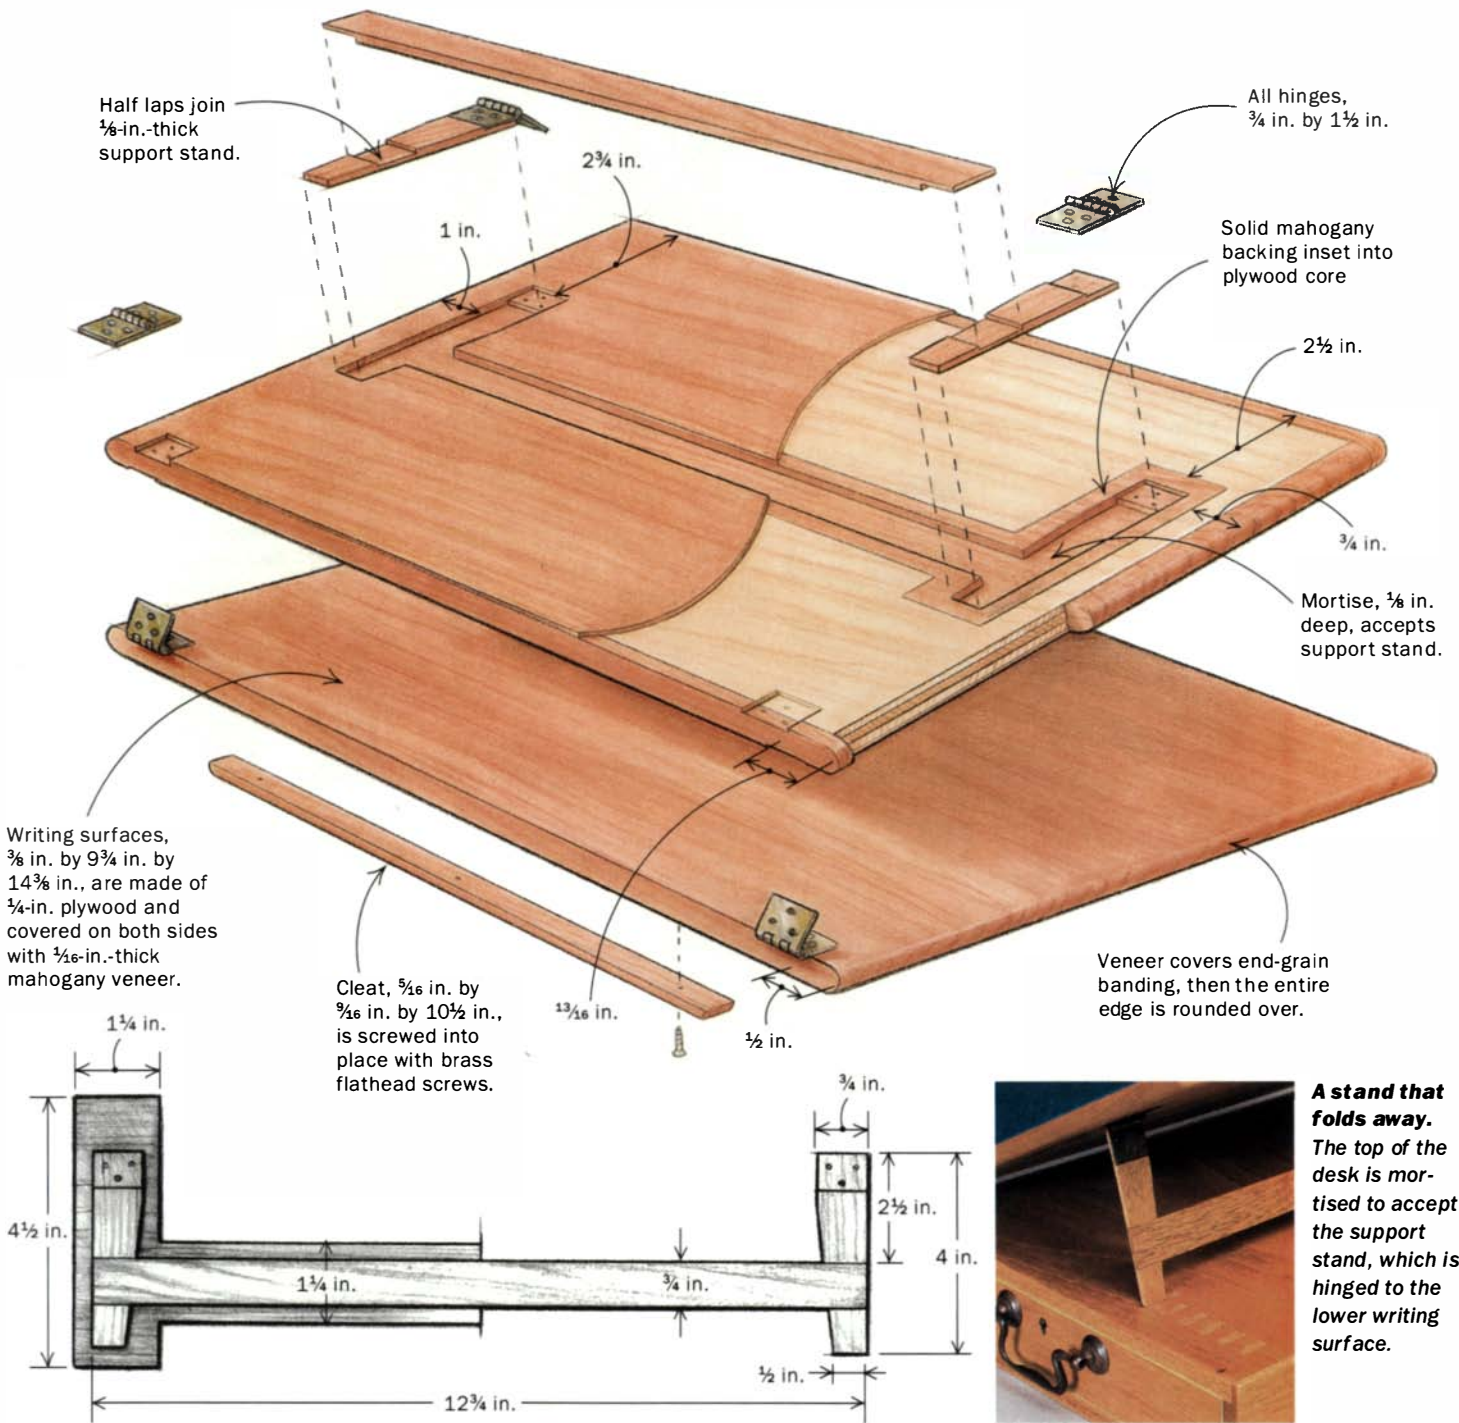 Half laps join
⅛-in.-thick
support stand.
2¾ in.
1 in.
All hinges,
¾ in. by 1½ in.
Solid mahogany
backing inset into
plywood core
2½ in.
¾ in.
Mortise, ⅛ in.
deep, accepts
support stand.
Writing surfaces,
⅜ in. by 9¾ in. by
14⅜ in., are made of
¼-in. plywood and
covered on both sides
with 1⁄16-in.-thick
mahogany veneer.
Cleat, 5⁄16 in. by
9⁄16 in. by 10½ in.,
is screwed into
place with brass
flathead screws.
13⁄16 in.
½ in.
Veneer covers end-grain
banding, then the entire
edge is rounded over.
1¼ in.
4½ in.
1¼ in.
¾ in.
¾ in.
2½ in.
4 in.
½ in.
12¾ in.
A stand that
folds away.
The top of the
desk is mor-
tised to accept
the support
stand, which is
hinged to the
lower writing
surface.